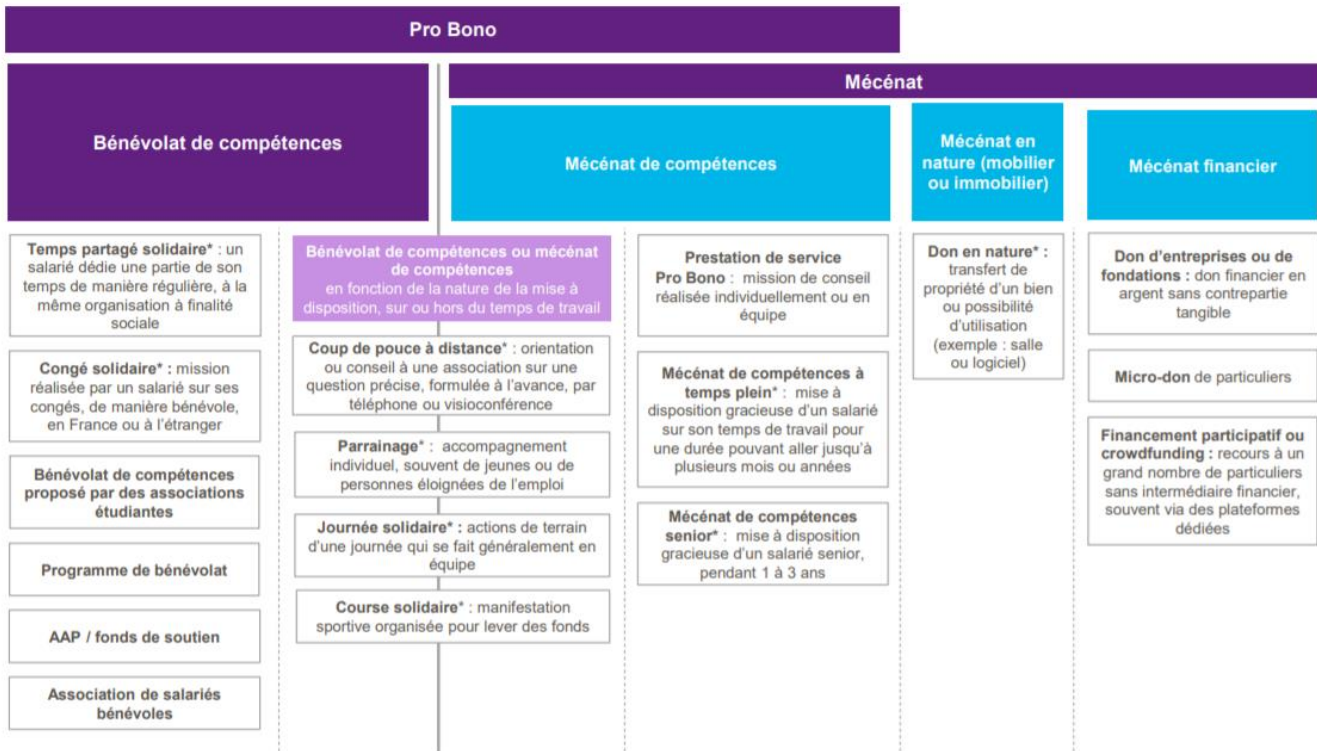 Pro Bono
Mécénat
Bénévolat de compétences
Mécénat de compétences
Mécénat en
nature (mobilier
ou immobilier)
Mécénat financier
Temps partagé solidaire* : un
salarié dédie une partie de son
temps de manière régulière, à la
même organisation à finalité
sociale
Congé solidaire* : mission
réalisée par un salarié sur ses
congés, de manière bénévole,
en France ou à l'étranger
Bénévolat de compétences
proposé par des associations
étudiantes
Programme de bénévolat
AAP / fonds de soutien
Association de salariés
bénévoles
Bénévolat de compétences ou mécénat
de compétences
en fonction de la nature de la mise à
disposition, sur ou hors du temps de travail
Coup de pouce à distance* : orientation
ou conseil à une association sur une
question précise, formulée à l'avance, par
téléphone ou visioconférence
Parrainage* : accompagnement
individuel, souvent de jeunes ou de
personnes éloignées de l'emploi
Journée solidaire* : actions de terrain
d'une journée qui se fait généralement en
équipe
Course solidaire* : manifestation
sportive organisée pour lever des fonds
Prestation de service
Pro Bono : mission de conseil
réalisée individuellement ou en
équipe
Mécénat de compétences à
temps plein* : mise à
disposition gracieuse d'un salarié
sur son temps de travail pour
une durée pouvant aller jusqu'à
plusieurs mois ou années
Mécénat de compétences
senior* : mise à disposition
gracieuse d'un salarié senior,
pendant 1 à 3 ans
Don en nature* :
transfert de
propriété d'un bien
ou possibilité
d'utilisation
(exemple : salle
ou logiciel)
Don d'entreprises ou de
fondations : don financier en
argent sans contrepartie
tangible
Micro-don de particuliers
Financement participatif ou
crowdfunding : recours à un
grand nombre de particuliers
sans intermédiaire financier,
souvent via des plateformes
dédiées